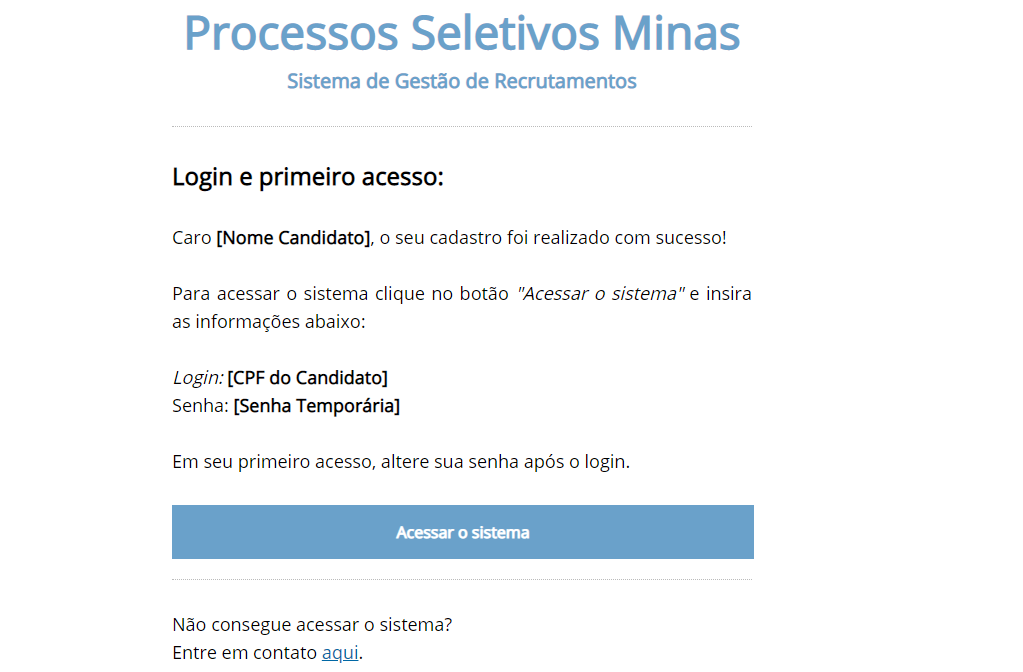 Processos Seletivos Minas
Sistema de Gestão de Recrutamentos
Login e primeiro acesso:
Caro [Nome Candidato], o seu cadastro foi realizado com sucesso!
Para acessar o sistema clique no botão "Acessar o sistema" e insira
as informações abaixo:
Login: [CPF do Candidato]
Senha: [Senha Temporária]
Em seu primeiro acesso, altere sua senha após o login.
Acessar o sistema
Não consegue acessar o sistema?
Entre em contato aqui.